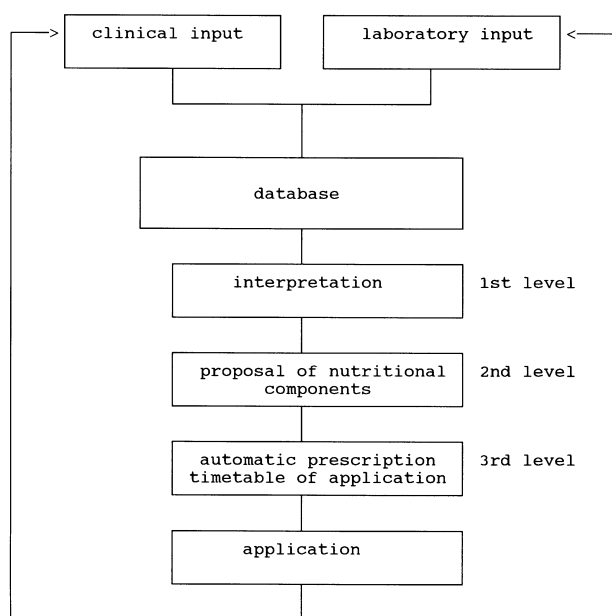 clinical input
laboratory input
database
interpretation
1st level
proposal of nutritional
components
2nd level
automatic prescription
timetable of application
3rd level
application